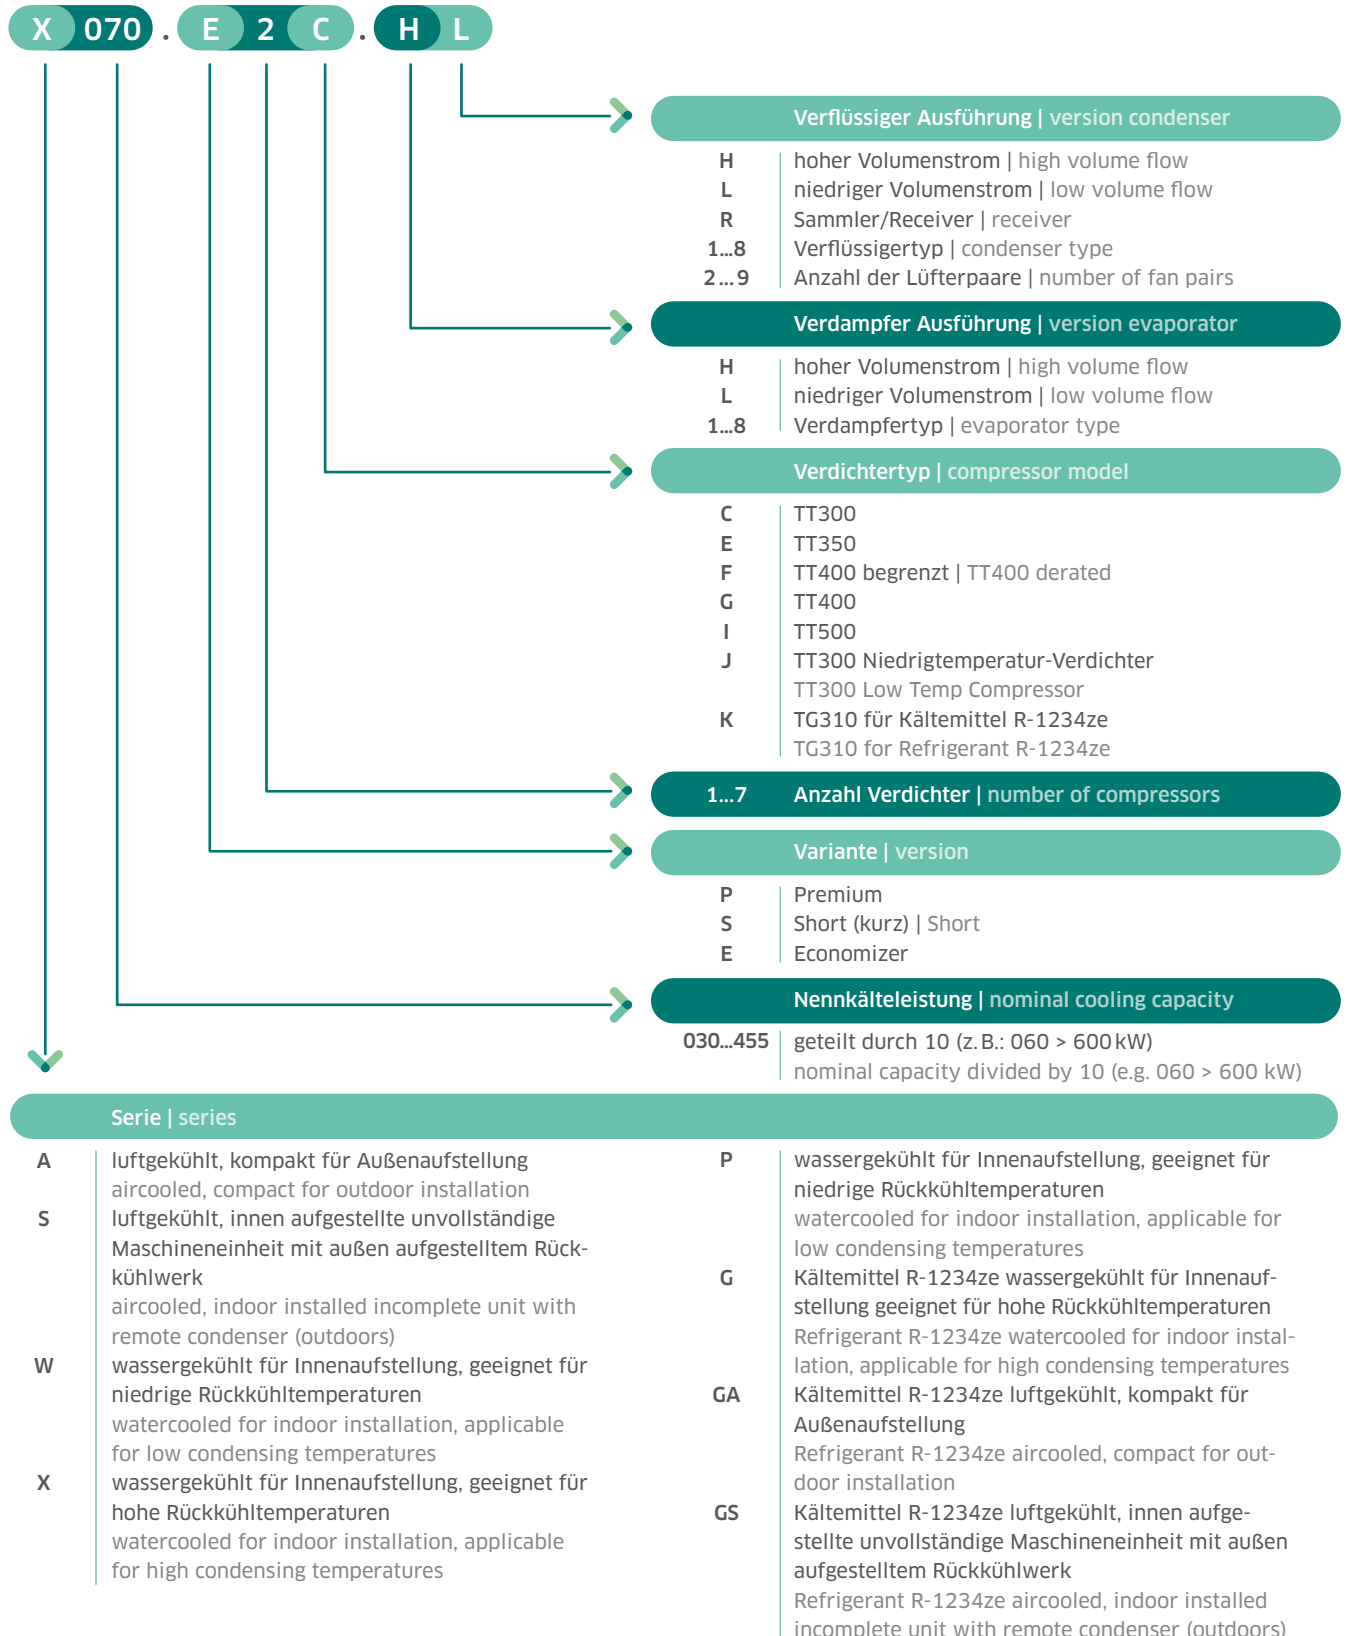 X 070 . E 2 C . H L
Verflüssiger Ausführung | version condenser
H hoher Volumenstrom | high volume flow
L niedriger Volumenstrom | low volume flow
R Sammler/Receiver | receiver
1...8 Verflüssigertyp | condenser type
2...9 Anzahl der Lüfterpaare | number of fan pairs
Verdampfer Ausführung | version evaporator
H hoher Volumenstrom | high volume flow
L niedriger Volumenstrom | low volume flow
1...8 Verdampfertyp | evaporator type
Verdichtertyp | compressor model
C TT300
E TT350
F TT400 begrenzt | TT400 derated
G TT400
I TT500
J TT300 Niedrigtemperatur-Verdichter
TT300 Low Temp Compressor
K TG310 für Kältemittel R-1234ze
TG310 for Refrigerant R-1234ze
1...7 Anzahl Verdichter | number of compressors
Variante | version
P Premium
S Short (kurz) | Short
E Economizer
Nennkälteleistung | nominal cooling capacity
030...455 geteilt durch 10 (z. B.: 060 > 600 kW)
nominal capacity divided by 10 (e.g. 060 > 600 kW)
Serie | series
A luftgekühlt, kompakt für Außenaufstellung
aircooled, compact for outdoor installation
S luftgekühlt, innen aufgestellte unvollständige
Maschineneinheit mit außen aufgestelltem Rück-
kühlwerk
aircooled, indoor installed incomplete unit with
remote condenser (outdoors)
W wassergekühlt für Innenaufstellung, geeignet für
niedrige Rückkühltemperaturen
watercooled for indoor installation, applicable
for low condensing temperatures
X wassergekühlt für Innenaufstellung, geeignet für
hohe Rückkühltemperaturen
watercooled for indoor installation, applicable
for high condensing temperatures
P wassergekühlt für Innenaufstellung, geeignet für
niedrige Rückkühltemperaturen
watercooled for indoor installation, applicable for
low condensing temperatures
G Kältemittel R-1234ze wassergekühlt für Innenauf-
stellung geeignet für hohe Rückkühltemperaturen
Refrigerant R-1234ze watercooled for indoor instal-
lation, applicable for high condensing temperatures
GA Kältemittel R-1234ze luftgekühlt, kompakt für
Außenaufstellung
Refrigerant R-1234ze aircooled, compact for out-
door installation
GS Kältemittel R-1234ze luftgekühlt, innen aufge-
stellte unvollständige Maschineneinheit mit außen
aufgestelltem Rückkühlwerk
Refrigerant R-1234ze aircooled, indoor installed
incomplete unit with remote condenser (outdoors)